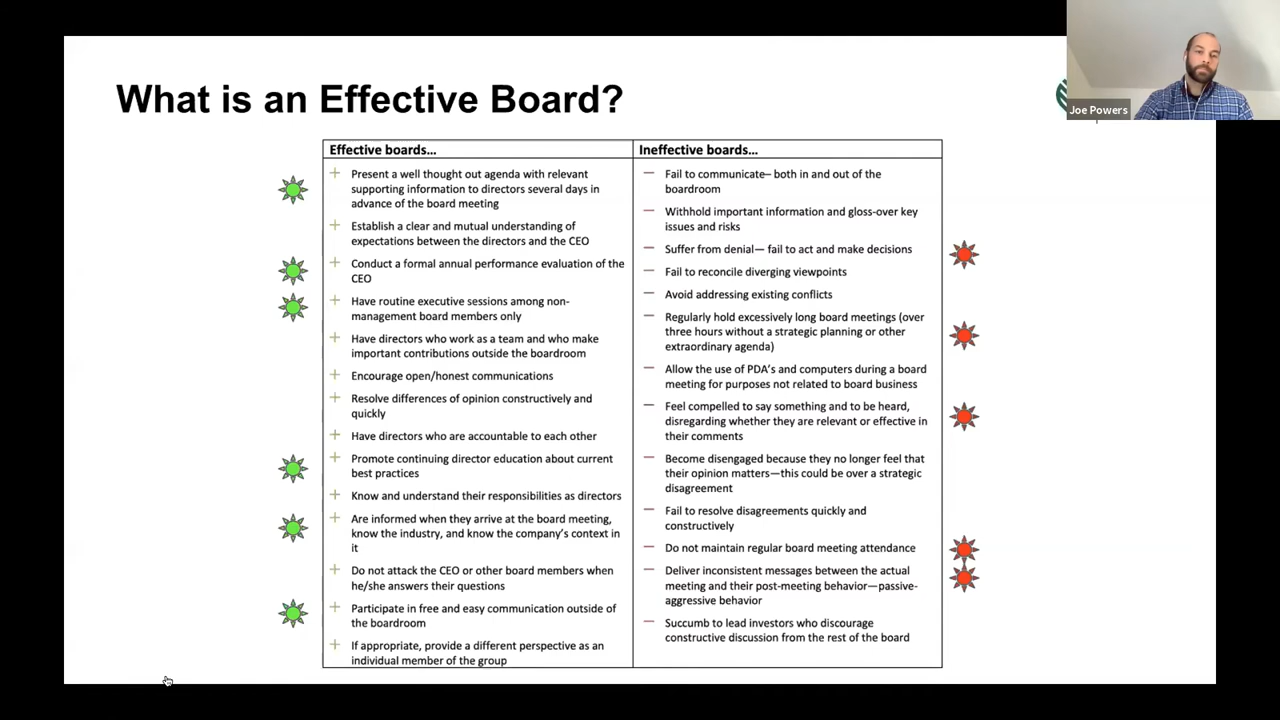 What is an Effective Board?
Joe Powers
Effective boards...
Present a well thought out agenda with relevant
supporting information to directors several days in
advance of the board meeting
Establish a clear and mutual understanding of
expectations between the directors and the CEO
Conduct a formal annual performance evaluation of the
CEO
Have routine executive sessions among non-
management board members only
Have directors who work as a team and who make
important contributions outside the boardroom
Encourage open/honest communications
Resolve differences of opinion constructively and
quickly
Have directors who are accountable to each other
Promote continuing director education about current
best practices
Know and understand their responsibilities as directors
Are informed when they arrive at the board meeting,
know the industry, and know the company's context in
it
Do not attack the CEO or other board members when
he/she answers their questions
Participate in free and easy communication outside of
the boardroom
If appropriate, provide a different perspective as an
individual member of the group
Ineffective boards...
Fail to communicate– both in and out of the
boardroom
Withhold important information and gloss-over key
issues and risks
Suffer from denial— fail to act and make decisions
Fail to reconcile diverging viewpoints
Avoid addressing existing conflicts
Regularly hold excessively long board meetings (over
three hours without a strategic planning or other
extraordinary agenda)
Allow the use of PDA's and computers during a board
meeting for purposes not related to board business
Feel compelled to say something and to be heard,
disregarding whether they are relevant or effective in
their comments
Become disengaged because they no longer feel that
their opinion matters—this could be over a strategic
disagreement
Fail to resolve disagreements quickly and
constructively
Do not maintain regular board meeting attendance
Deliver inconsistent messages between the actual
meeting and their post-meeting behavior—passive-
aggressive behavior
Succumb to lead investors who discourage
constructive discussion from the rest of the board